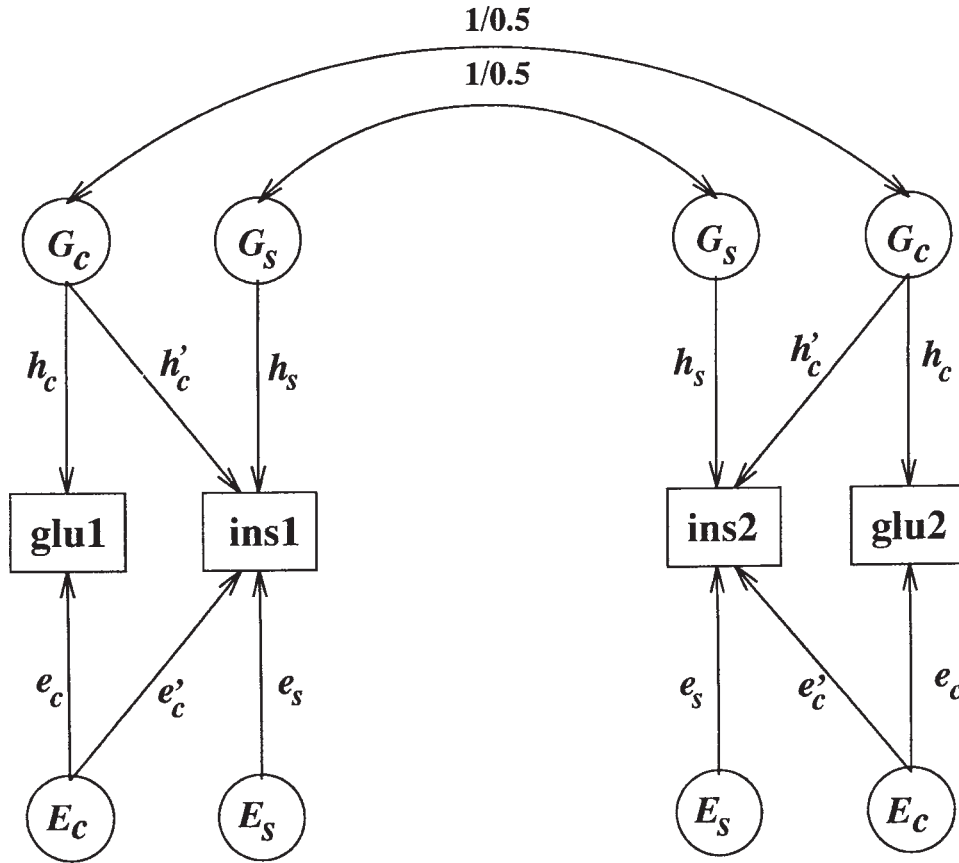 1/0.5
1/0.5
G_c G_s G_s G_c
h_c h'_c h_s h_s h'_c h_c
glu1 ins1 ins2 glu2
e_c e'_c e_s e_s e'_c e_c
E_c E_s E_s E_c